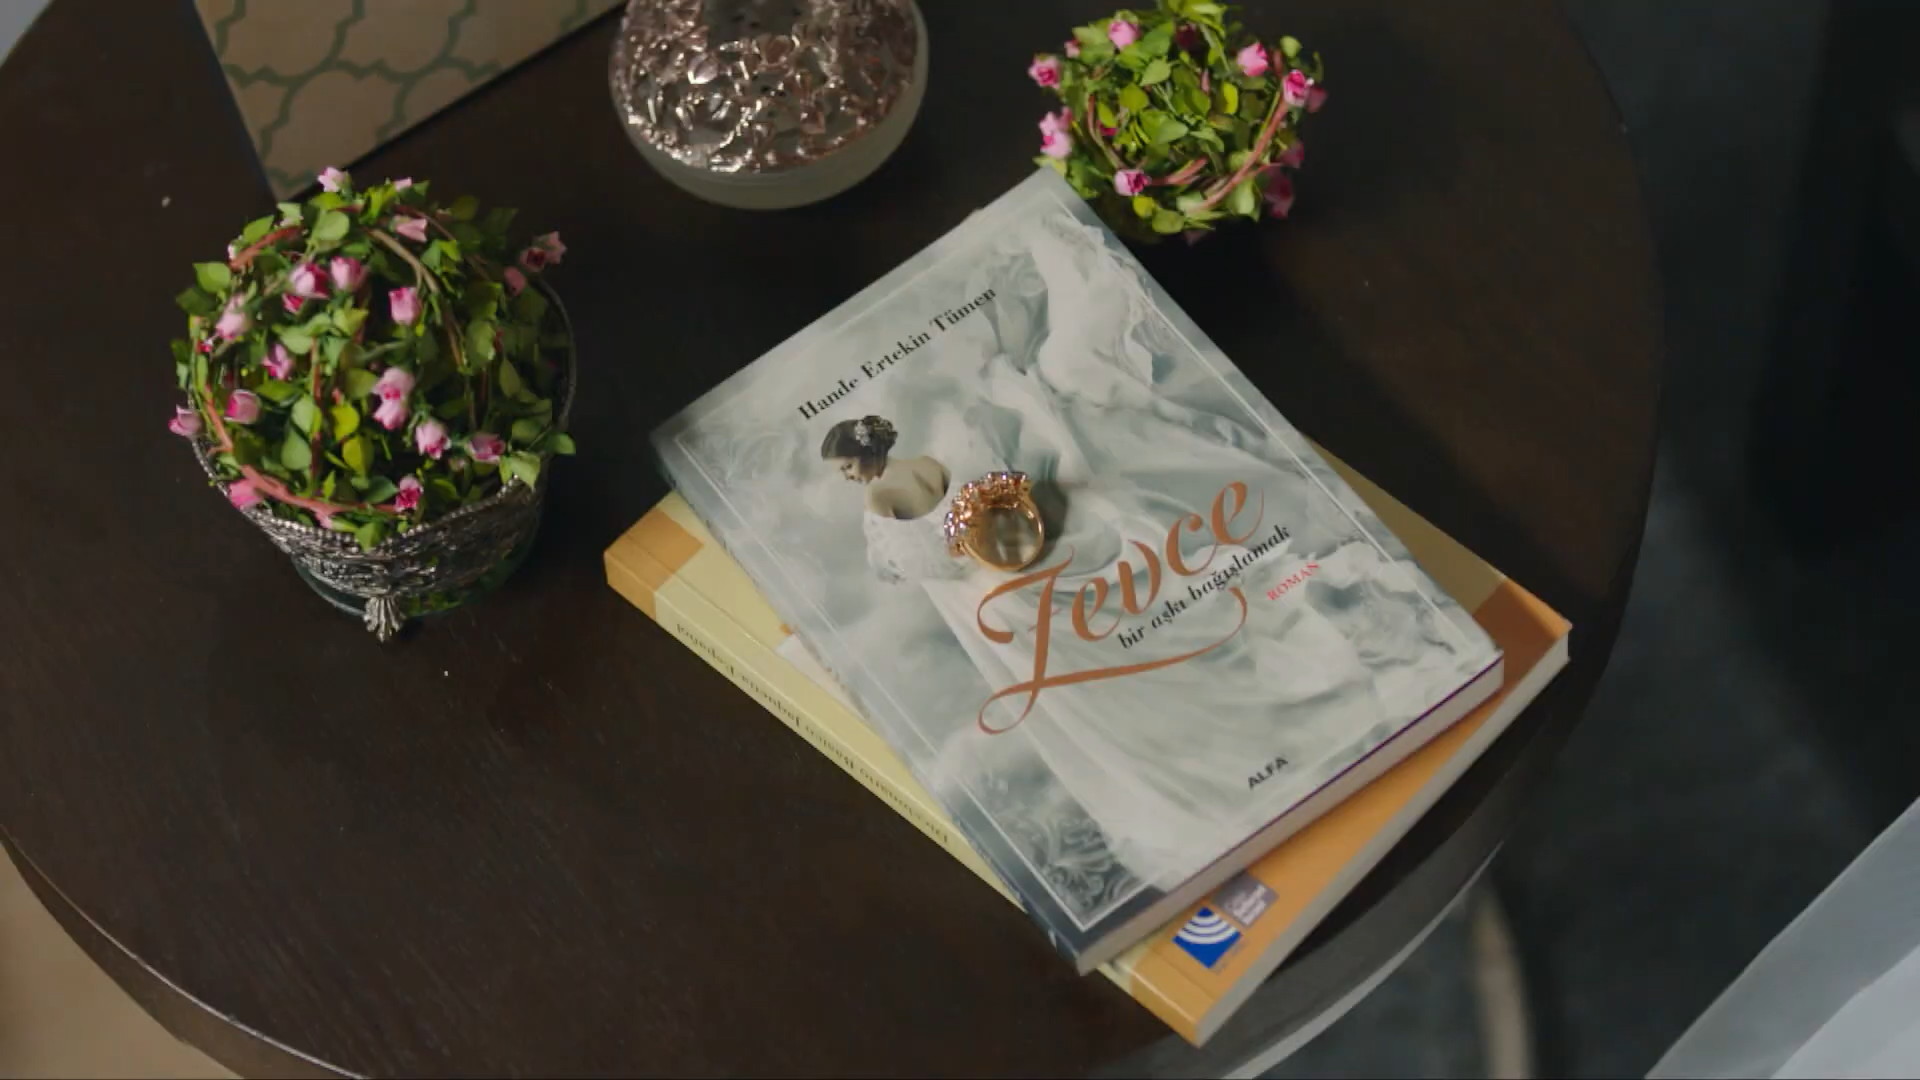 Hande Ertekin Tümen
Zevce
bir aşkı bağışlamak
ROMAN
ALFA